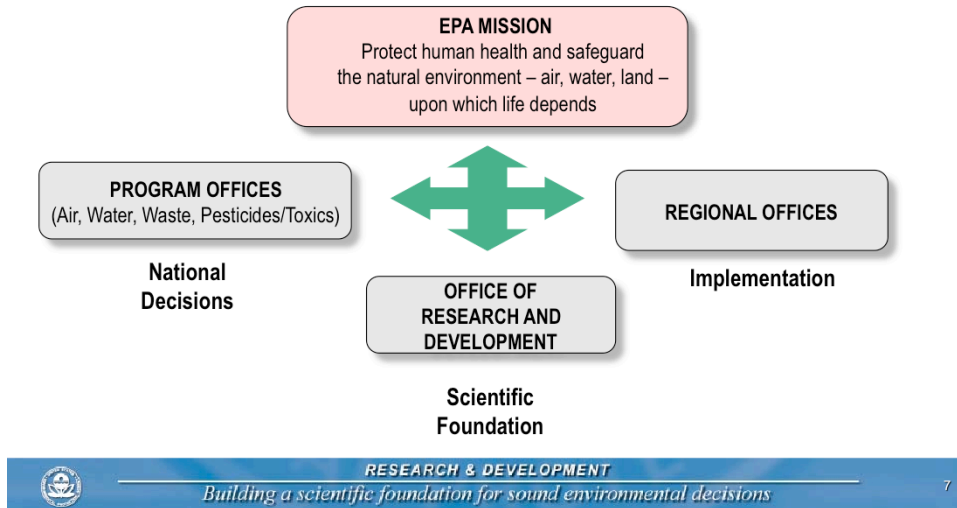 EPA MISSION
Protect human health and safeguard
the natural environment – air, water, land –
upon which life depends
PROGRAM OFFICES
(Air, Water, Waste, Pesticides/Toxics)
National
Decisions
REGIONAL OFFICES
Implementation
OFFICE OF
RESEARCH AND
DEVELOPMENT
Scientific
Foundation
RESEARCH & DEVELOPMENT
Building a scientific foundation for sound environmental decisions
7